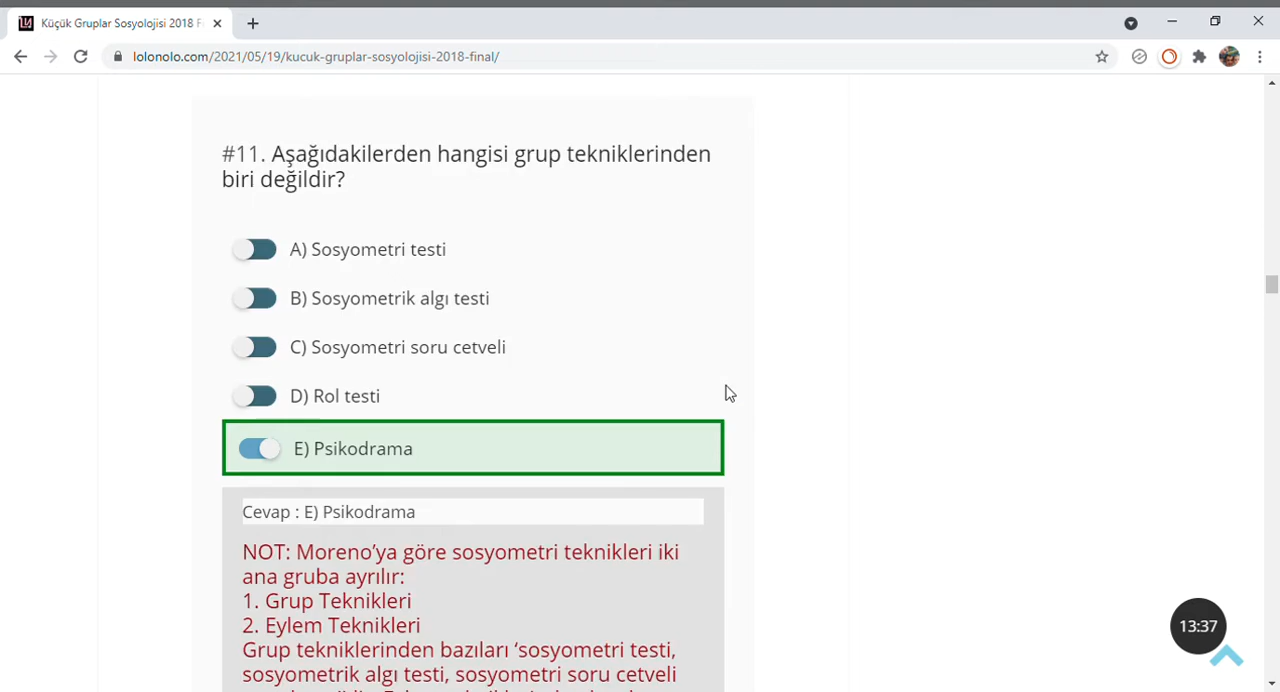 Küçük Gruplar Sosyolojisi 2018 F
lolonolo.com/2021/05/19/kucuk-gruplar-sosyolojisi-2018-final/
#11. Aşağıdakilerden hangisi grup tekniklerinden
biri değildir?
A) Sosyometri testi
B) Sosyometrik algı testi
C) Sosyometri soru cetveli
D) Rol testi
E) Psikodrama
Cevap : E) Psikodrama
NOT: Moreno’ya göre sosyometri teknikleri iki
ana gruba ayrılır:
1. Grup Teknikleri
2. Eylem Teknikleri
Grup tekniklerinden bazıları ‘sosyometri testi,
sosyometrik algı testi, sosyometri soru cetveli
13:37